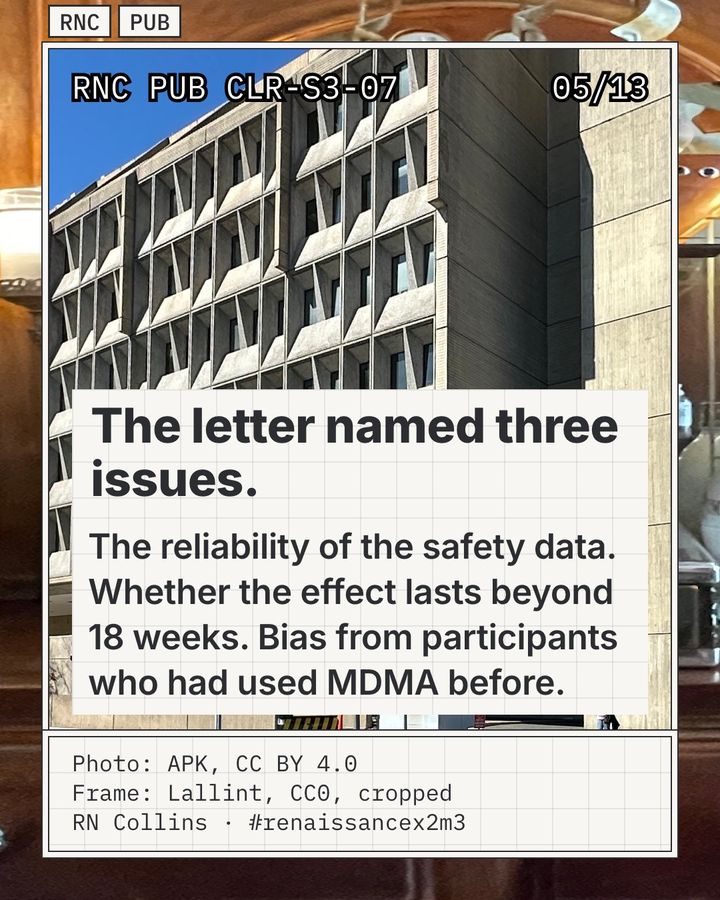 RNC PUB
RNC PUB CLR-S3-07 05/13
The letter named three
issues.
The reliability of the safety data.
Whether the effect lasts beyond
18 weeks. Bias from participants
who had used MDMA before.
Photo: APK, CC BY 4.0
Frame: Lallint, CC0, cropped
RN Collins · #renaissancex2m3